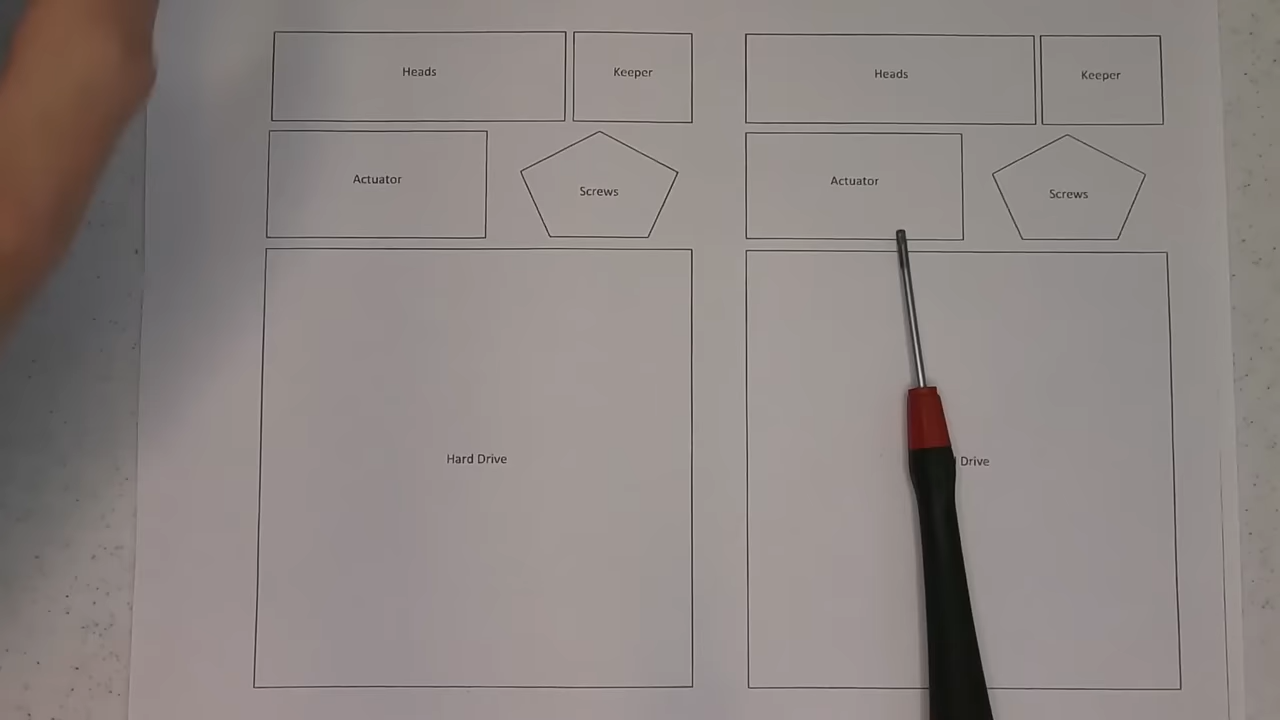 Heads
Keeper
Heads
Keeper
Actuator
Screws
Actuator
Screws
Hard Drive
Drive